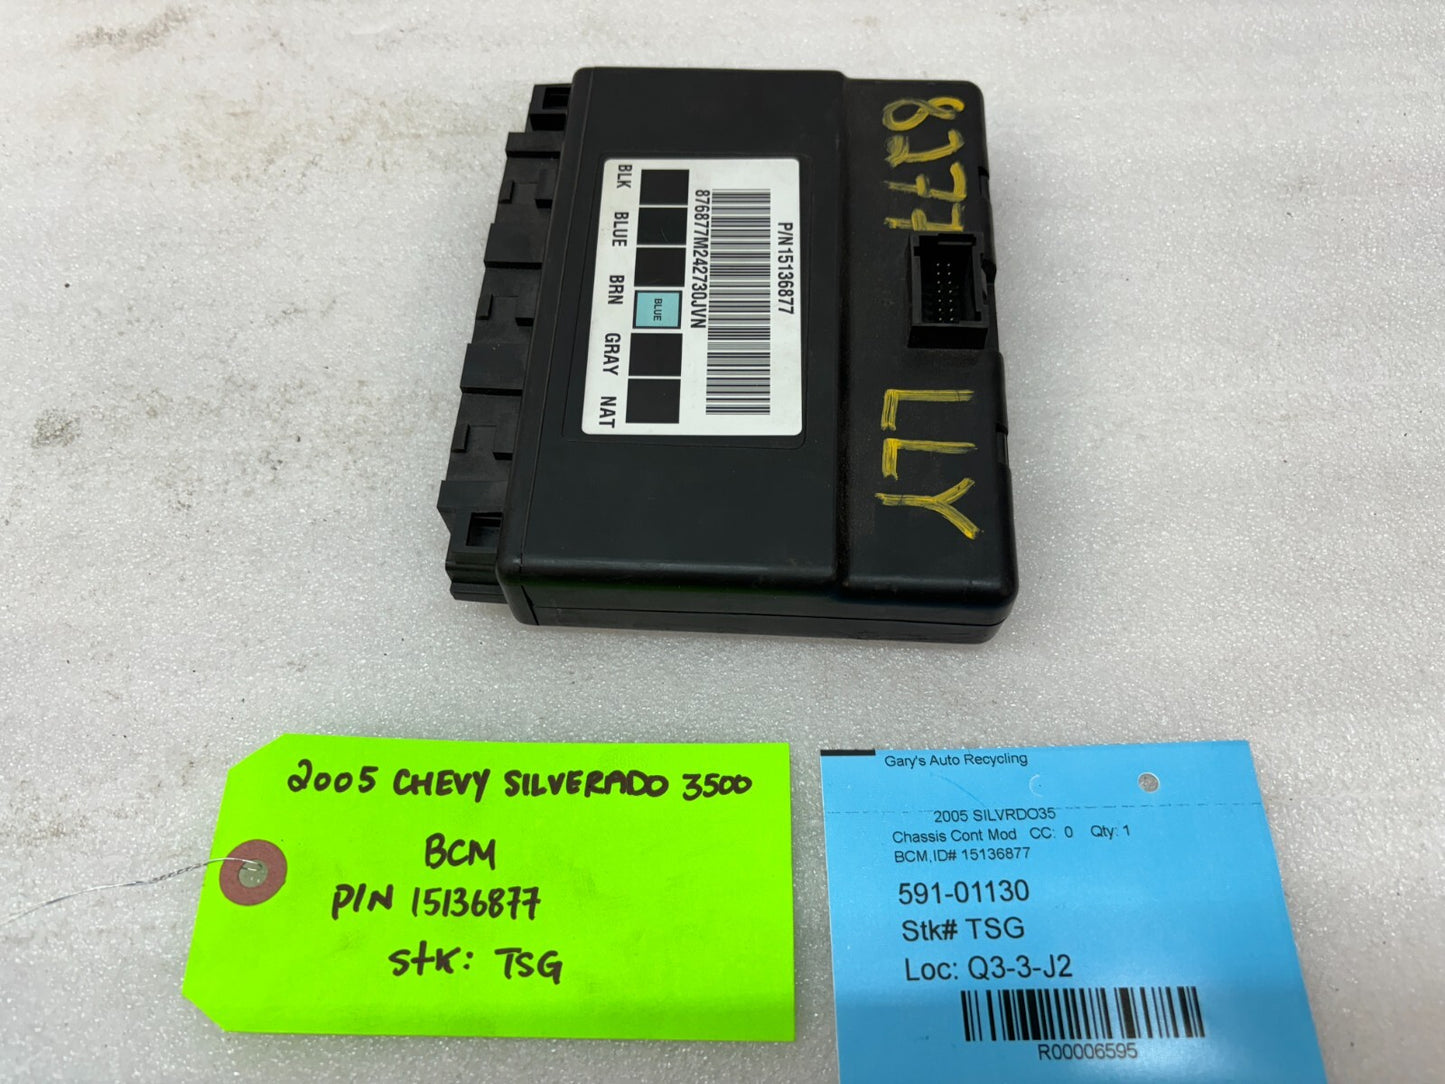 8277
LLY
P/N15136877
876877M242730JVN
BLUE
BLK BLUE BRN GRAY NAT
2005 CHEVY SILVERADO 3500
BCM
P/N 15136877
Stk: TSG
Gary's Auto Recycling
2005 SILVRDO35
Chassis Cont Mod CC: 0 Qty: 1
BCM,ID# 15136877
591-01130
Stk# TSG
Loc: Q3-3-J2
R00006595